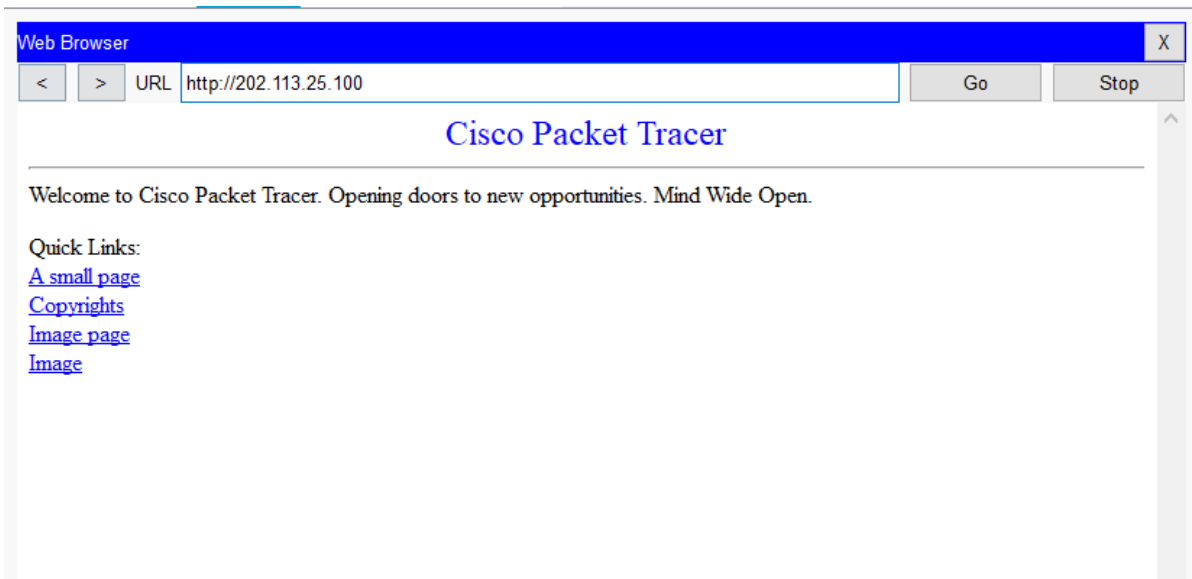 Web Browser
X
< > URL http://202.113.25.100 Go Stop
Cisco Packet Tracer
Welcome to Cisco Packet Tracer. Opening doors to new opportunities. Mind Wide Open.
Quick Links:
A small page
Copyrights
Image page
Image